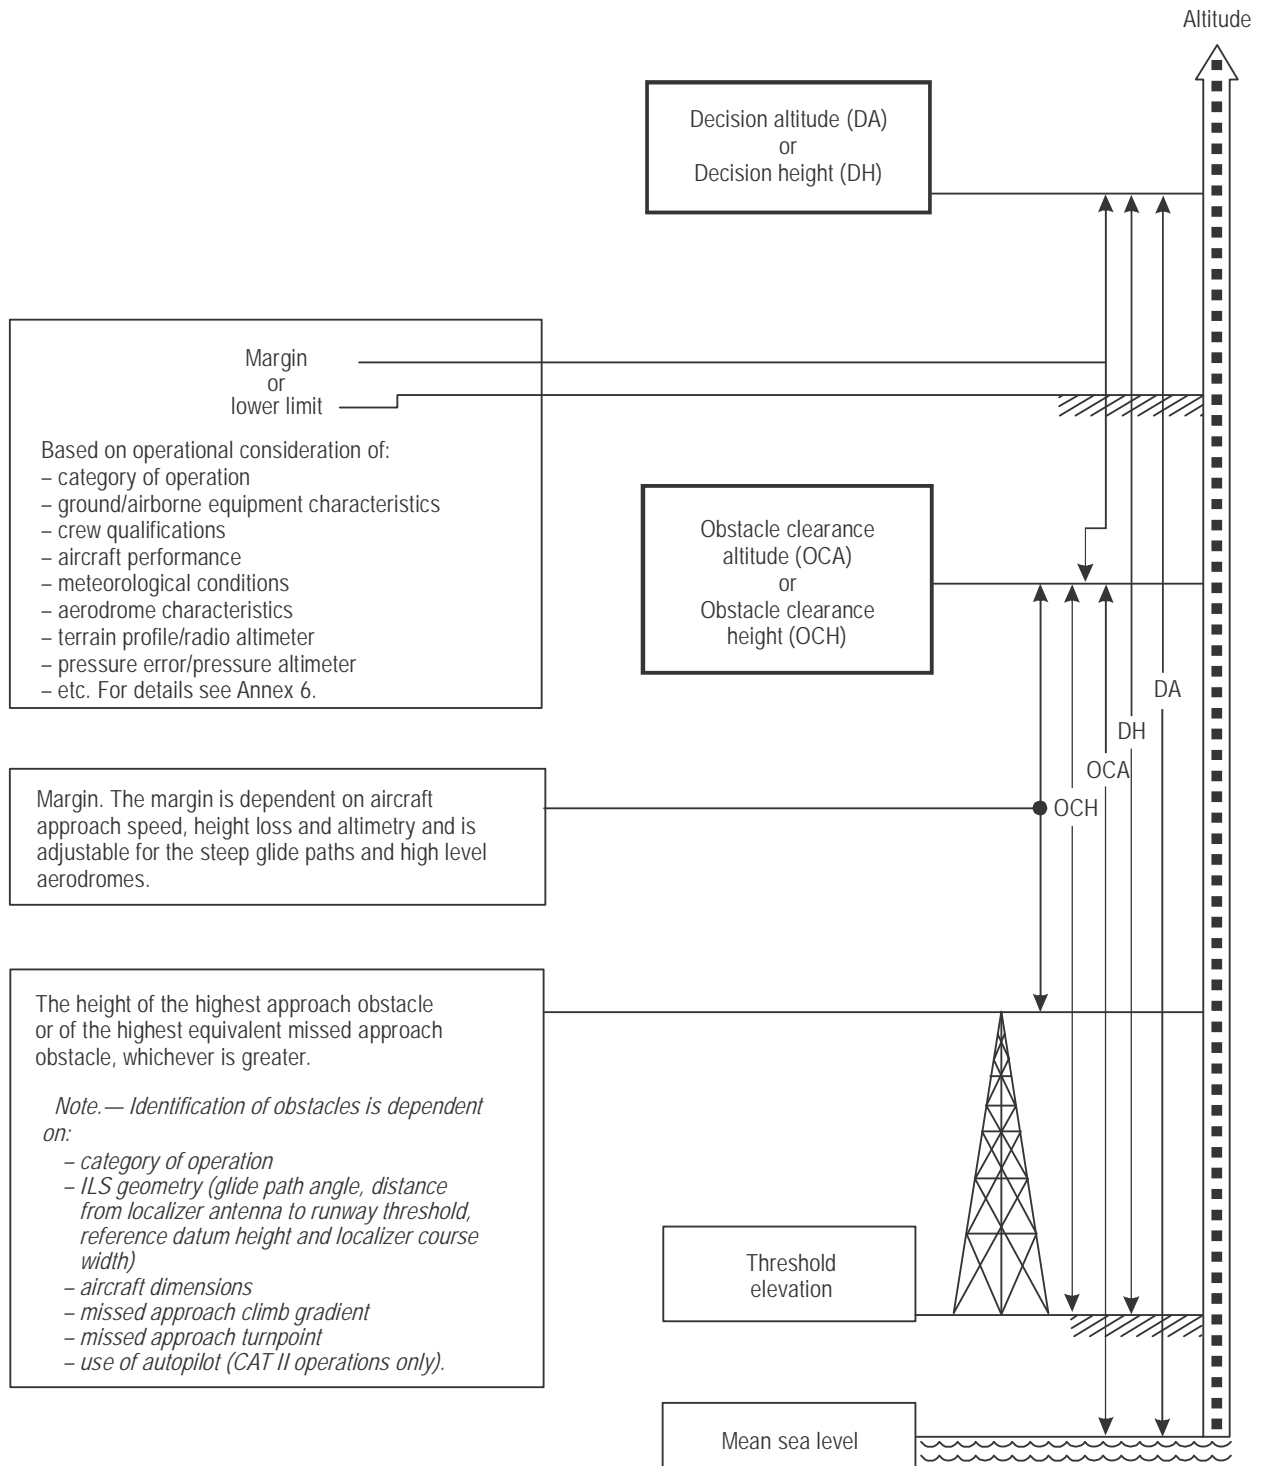 Altitude
Decision altitude (DA)
or
Decision height (DH)
Margin
or
lower limit
Based on operational consideration of:
– category of operation
– ground/airborne equipment characteristics
– crew qualifications
– aircraft performance
– meteorological conditions
– aerodrome characteristics
– terrain profile/radio altimeter
– pressure error/pressure altimeter
– etc. For details see Annex 6.
Obstacle clearance
altitude (OCA)
or
Obstacle clearance
height (OCH)
DA
DH
OCA
OCH
Margin. The margin is dependent on aircraft
approach speed, height loss and altimetry and is
adjustable for the steep glide paths and high level
aerodromes.
The height of the highest approach obstacle
or of the highest equivalent missed approach
obstacle, whichever is greater.
Note.— Identification of obstacles is dependent
on:
– category of operation
– ILS geometry (glide path angle, distance
from localizer antenna to runway threshold,
reference datum height and localizer course
width)
– aircraft dimensions
– missed approach climb gradient
– missed approach turnpoint
– use of autopilot (CAT II operations only).
Threshold
elevation
Mean sea level